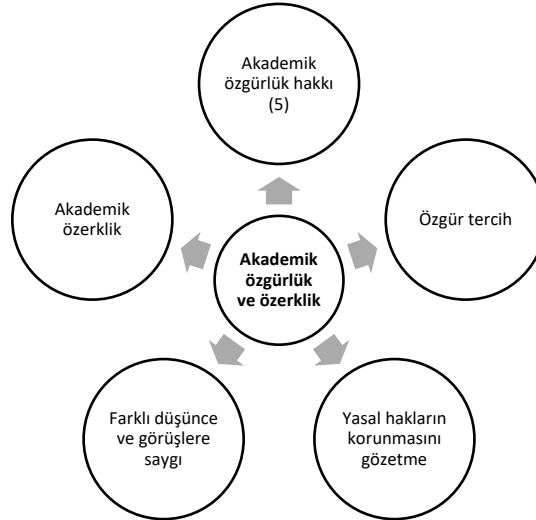 Akademik
özgürlük hakkı
(5)
Akademik
özerklik
Özgür tercih
Akademik
özgürlük
ve özerklik
Farklı düşünce
ve görüşlere
saygı
Yasal hakların
korunmasını
gözetme